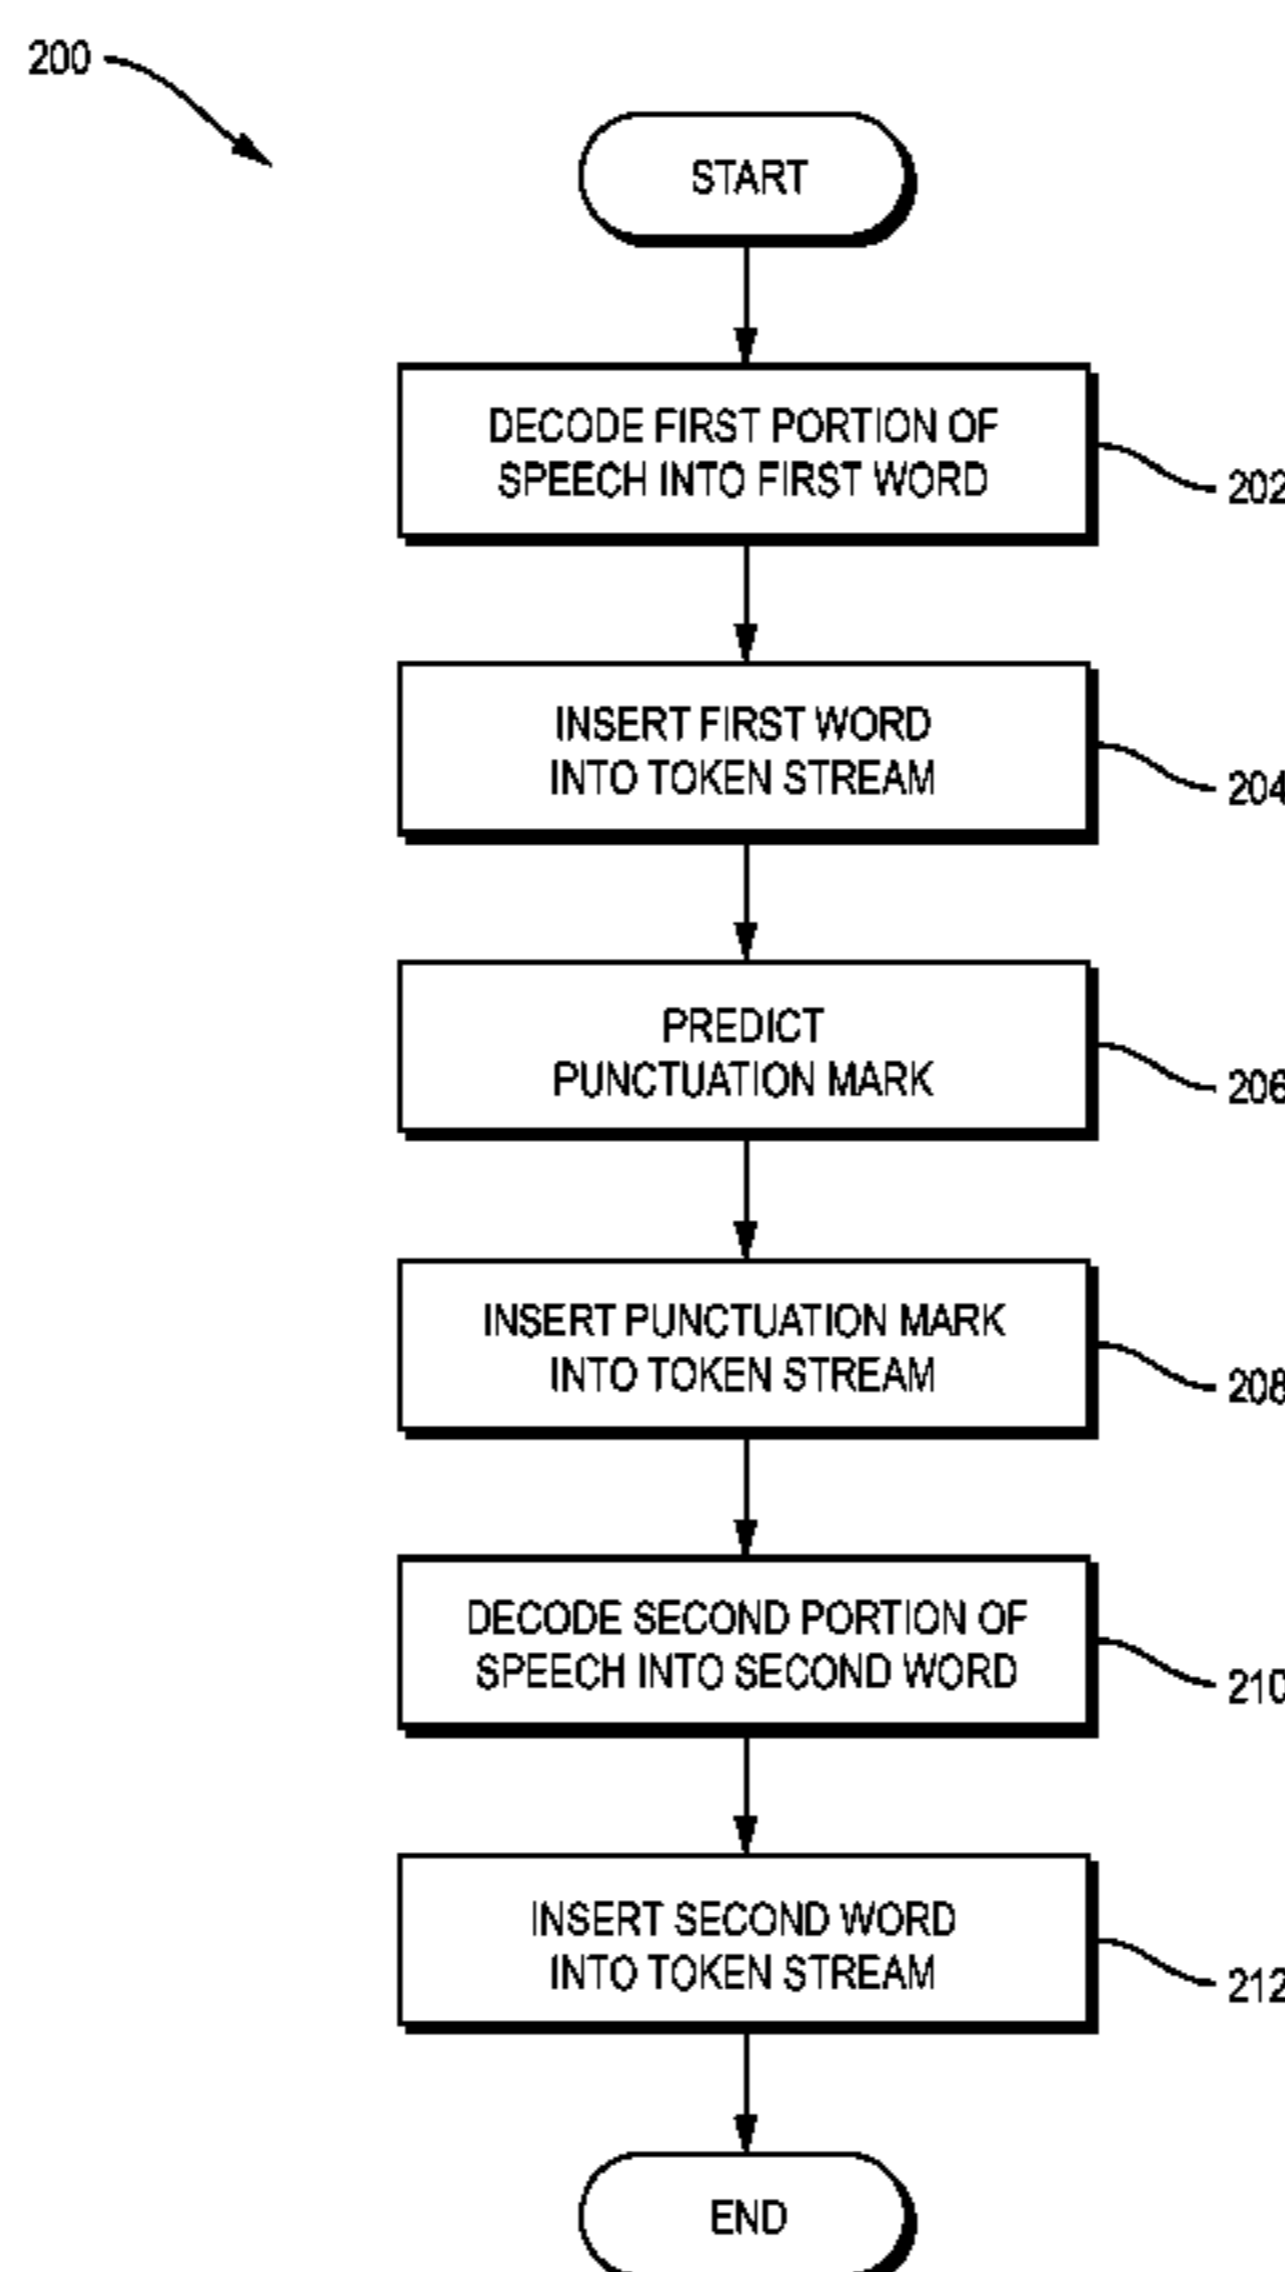 200
START
DECODE FIRST PORTION OF
SPEECH INTO FIRST WORD
202
INSERT FIRST WORD
INTO TOKEN STREAM
204
PREDICT
PUNCTUATION MARK
206
INSERT PUNCTUATION MARK
INTO TOKEN STREAM
208
DECODE SECOND PORTION OF
SPEECH INTO SECOND WORD
210
INSERT SECOND WORD
INTO TOKEN STREAM
212
END